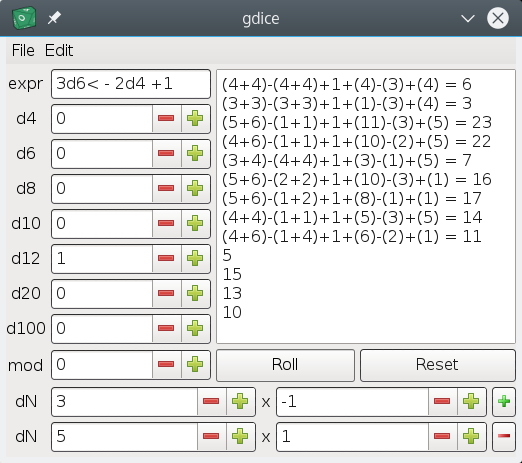 gdice
File Edit
expr 3d6< - 2d4 +1
d4 0
d6 0
d8 0
d10 0
d12 1
d20 0
d100 0
mod 0
(4+4)-(4+4)+1+(4)-(3)+(4) = 6
(3+3)-(3+3)+1+(1)-(3)+(4) = 3
(5+6)-(1+1)+1+(11)-(3)+(5) = 23
(4+6)-(1+1)+1+(10)-(2)+(5) = 22
(3+4)-(4+4)+1+(3)-(1)+(5) = 7
(5+6)-(2+2)+1+(10)-(3)+(1) = 16
(5+6)-(1+2)+1+(8)-(1)+(1) = 17
(4+4)-(1+1)+1+(5)-(3)+(5) = 14
(4+6)-(1+4)+1+(6)-(2)+(1) = 11
5
15
13
10
Roll Reset
dN 3 x -1
dN 5 x 1